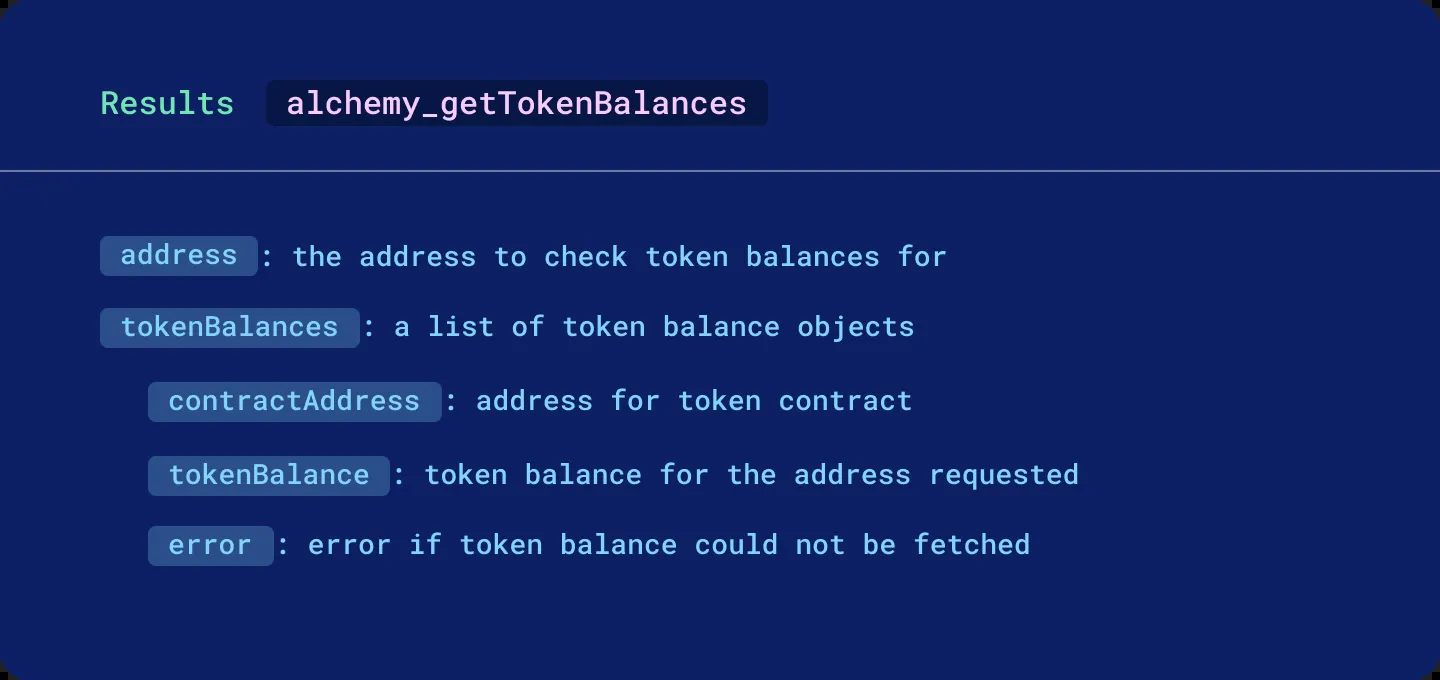 Results alchemy_getTokenBalances
address: the address to check token balances for
tokenBalances: a list of token balance objects
contractAddress: address for token contract
tokenBalance: token balance for the address requested
error: error if token balance could not be fetched